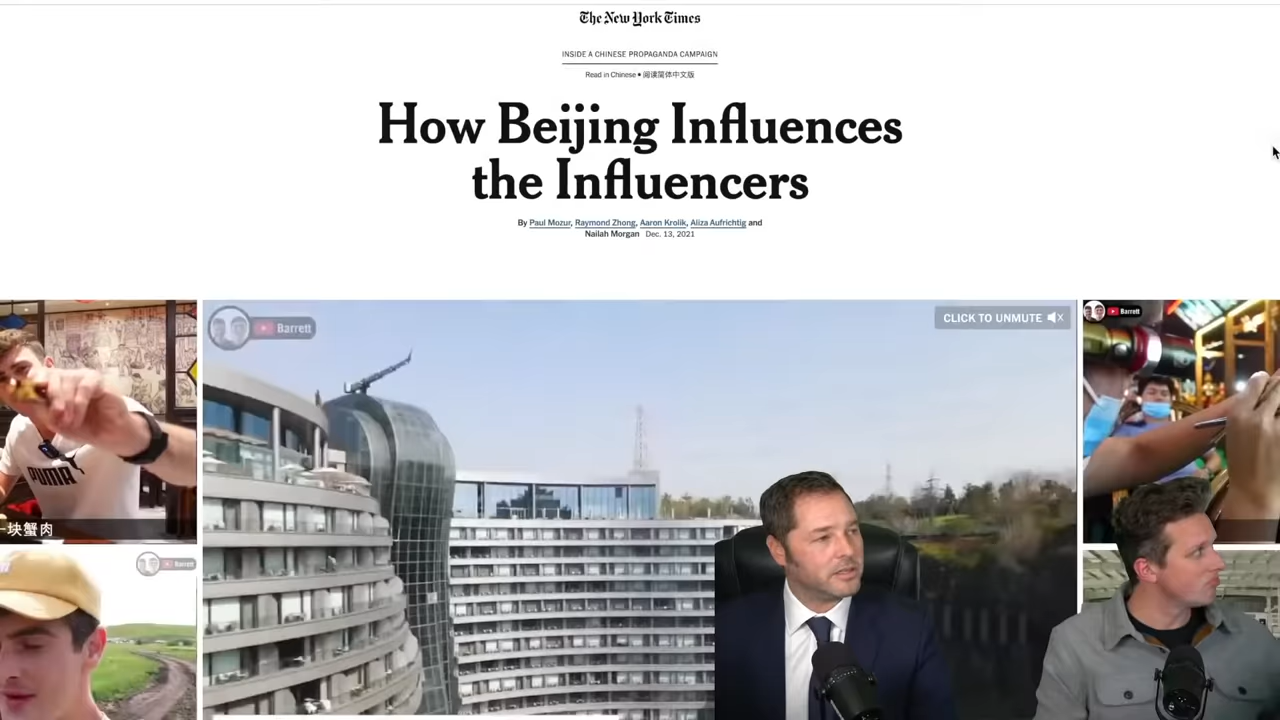 The New York Times
INSIDE A CHINESE PROPAGANDA CAMPAIGN
Read in Chinese • 阅读简体中文版
How Beijing Influences
the Influencers
By Paul Mozur, Raymond Zhong, Aaron Krolik, Aliza Aufrichtig and
Nailah Morgan Dec. 13, 2021
Barrett
CLICK TO UNMUTE
Barrett
PUMA
一块蟹肉
Barrett